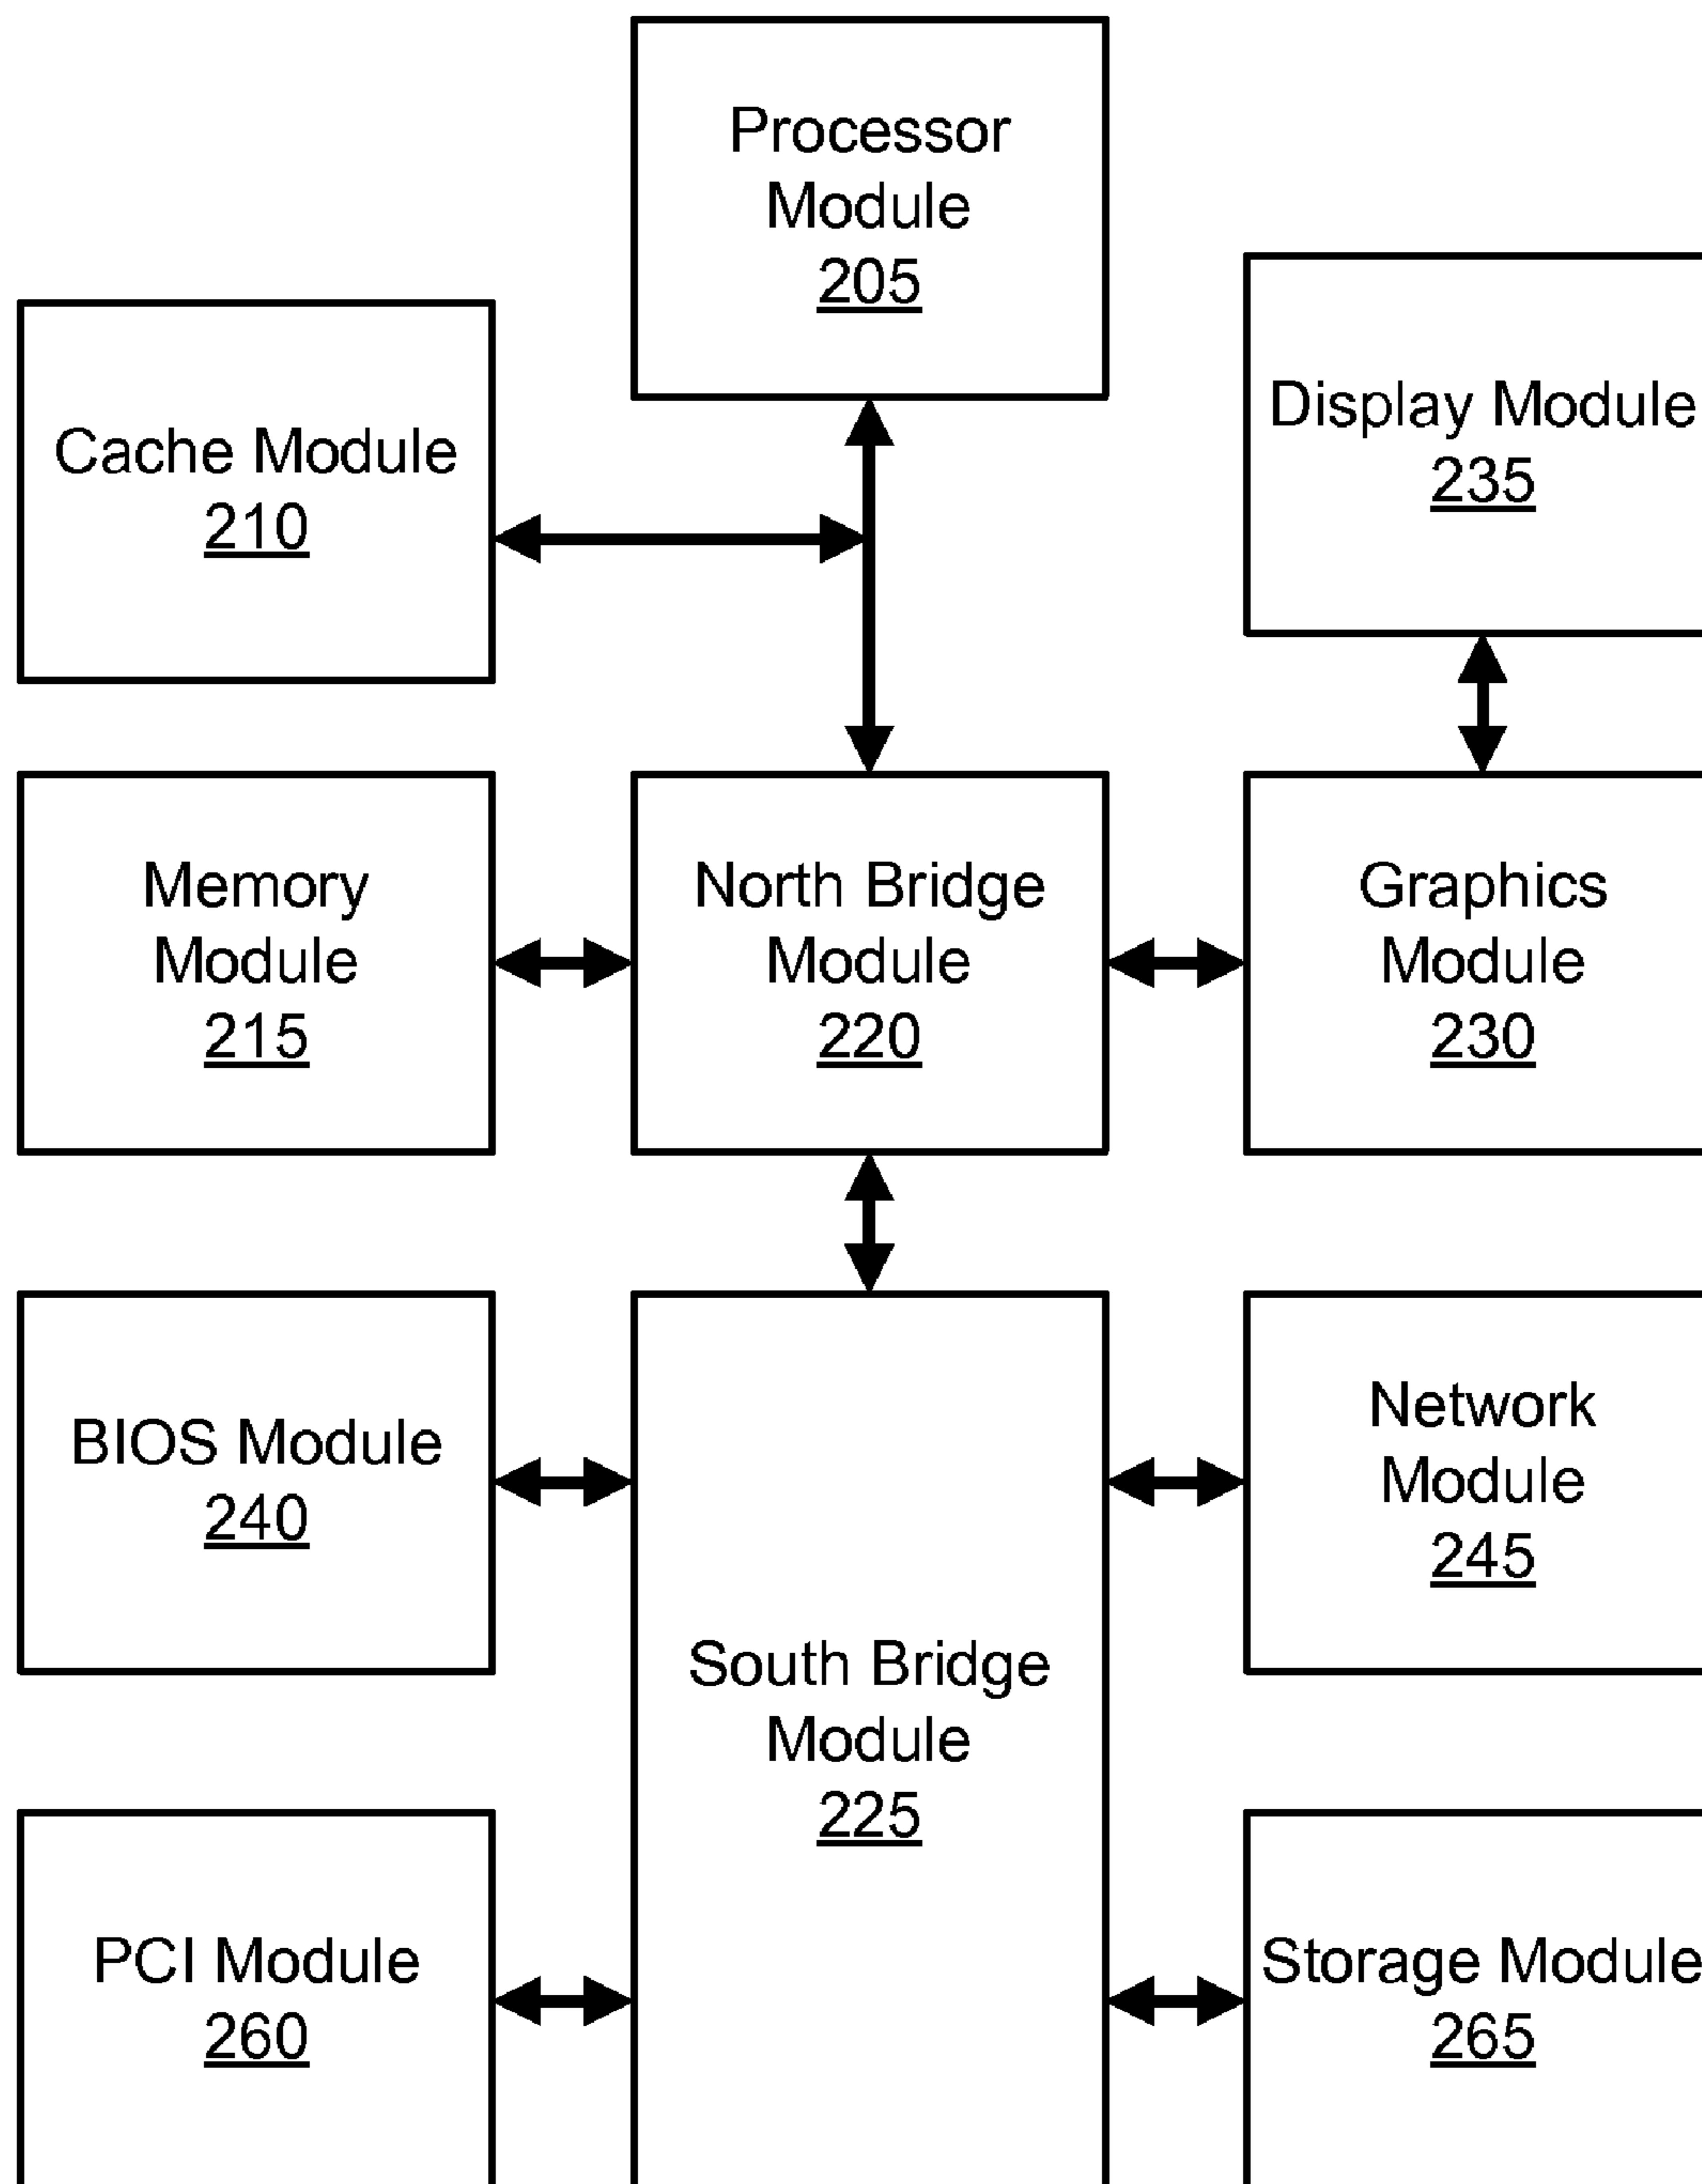 Processor
Module
205
Cache Module
210
Display Module
235
Memory
Module
215
North Bridge
Module
220
Graphics
Module
230
BIOS Module
240
Network
Module
245
South Bridge
Module
225
PCI Module
260
Storage Module
265